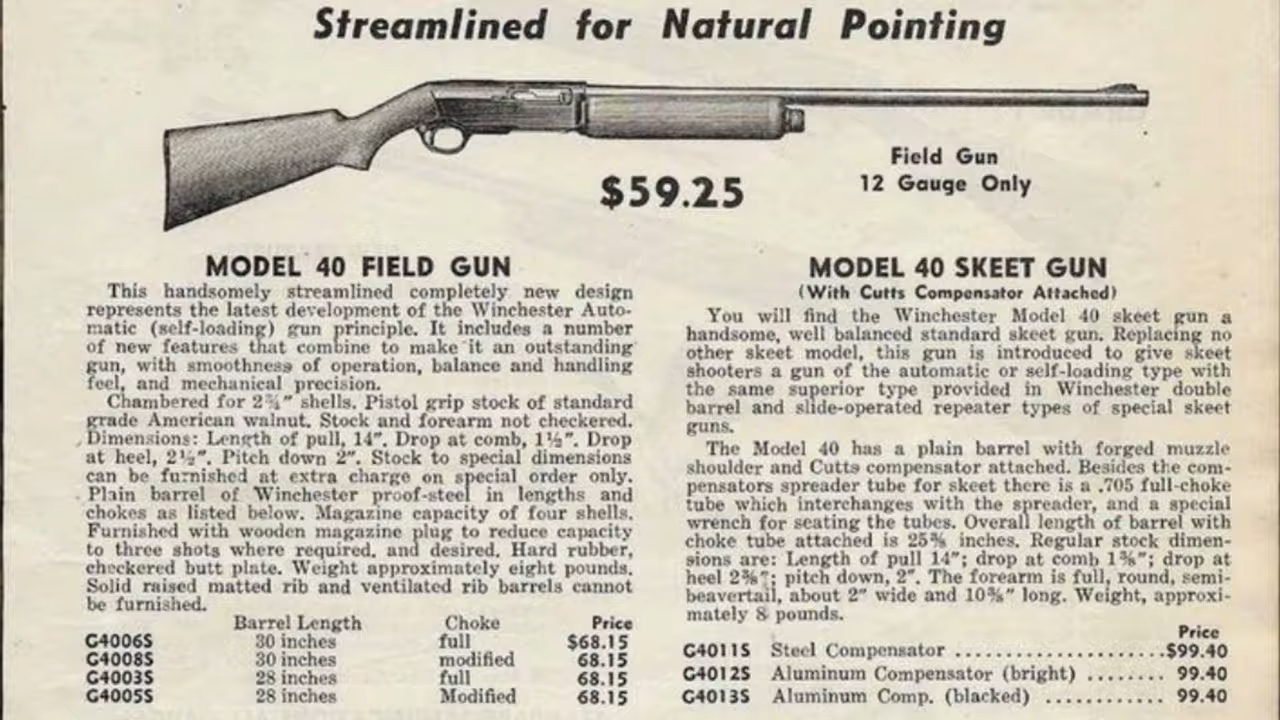 Streamlined for Natural Pointing
Field Gun
12 Gauge Only
$59.25
MODEL 40 FIELD GUN
This handsomely streamlined completely new design
represents the latest development of the Winchester Auto-
matic (self-loading) gun principle. It includes a number
of new features that combine to make it an outstanding
gun, with smoothness of operation, balance and handling
feel, and mechanical precision.
Chambered for 2¾" shells. Pistol grip stock of standard
grade American walnut. Stock and forearm not checkered.
Dimensions: Length of pull, 14". Drop at comb, 1½". Drop
at heel, 2½". Pitch down 2". Stock to special dimensions
can be furnished at extra charge on special order only.
Plain barrel of Winchester proof-steel in lengths and
chokes as listed below. Magazine capacity of four shells.
Furnished with wooden magazine plug to reduce capacity
to three shots where required, and desired. Hard rubber,
checkered butt plate. Weight approximately eight pounds.
Solid raised matted rib and ventilated rib barrels cannot
be furnished.
Barrel Length Choke Price
G4006S 30 inches full $68.15
G4008S 30 inches modified 68.15
G4003S 28 inches full 68.15
G4005S 28 inches Modified 68.15
MODEL 40 SKEET GUN
(With Cutts Compensator Attached)
You will find the Winchester Model 40 skeet gun a
handsome, well balanced standard skeet gun. Replacing no
other skeet model, this gun is introduced to give skeet
shooters a gun of the automatic or self-loading type with
the same superior type provided in Winchester double
barrel and slide-operated repeater types of special skeet
guns.
The Model 40 has a plain barrel with forged muzzle
shoulder and Cutts compensator attached. Besides the com-
pensators spreader tube for skeet there is a .705 full-choke
tube which interchanges with the spreader, and a special
wrench for seating the tubes. Overall length of barrel with
choke tube attached is 25⅜ inches. Regular stock dimen-
sions are: Length of pull 14"; drop at comb 1⅜"; drop at
heel 2⅜"; pitch down, 2". The forearm is full, round, semi-
beavertail, about 2" wide and 10⅜" long. Weight, approxi-
mately 8 pounds.
Price
G4011S Steel Compensator .....................$99.40
G4012S Aluminum Compensator (bright) ........ 99.40
G4013S Aluminum Comp. (blacked) ............ 99.40